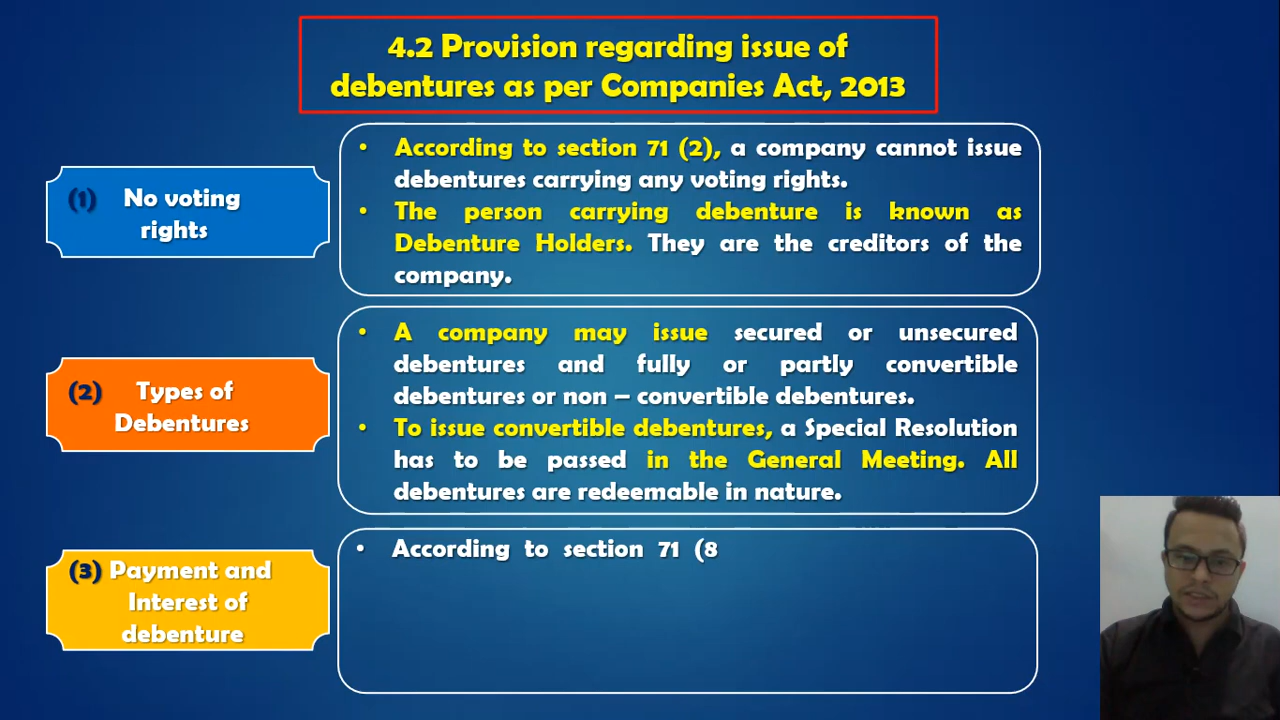 4.2 Provision regarding issue of
debentures as per Companies Act, 2013
(1) No voting
rights
• According to section 71 (2), a company cannot issue
debentures carrying any voting rights.
• The person carrying debenture is known as
Debenture Holders. They are the creditors of the
company.
(2) Types of
Debentures
• A company may issue secured or unsecured
debentures and fully or partly convertible
debentures or non – convertible debentures.
• To issue convertible debentures, a Special Resolution
has to be passed in the General Meeting. All
debentures are redeemable in nature.
(3) Payment and
Interest of
debenture
• According to section 71 (8